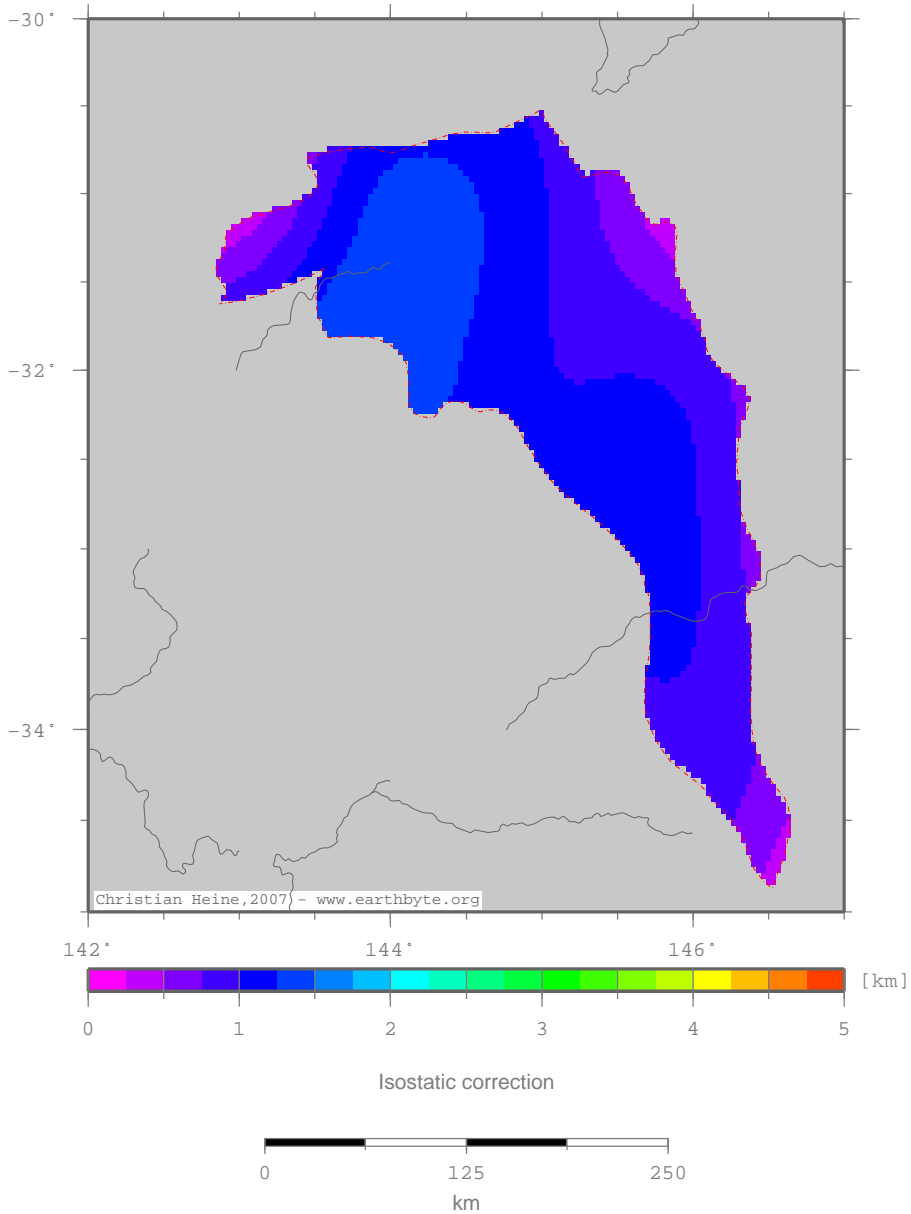 -30°
-32°
-34°
Christian Heine,2007 - www.earthbyte.org
142° 144° 146°
[km]
0 1 2 3 4 5
Isostatic correction
0 125 250
km